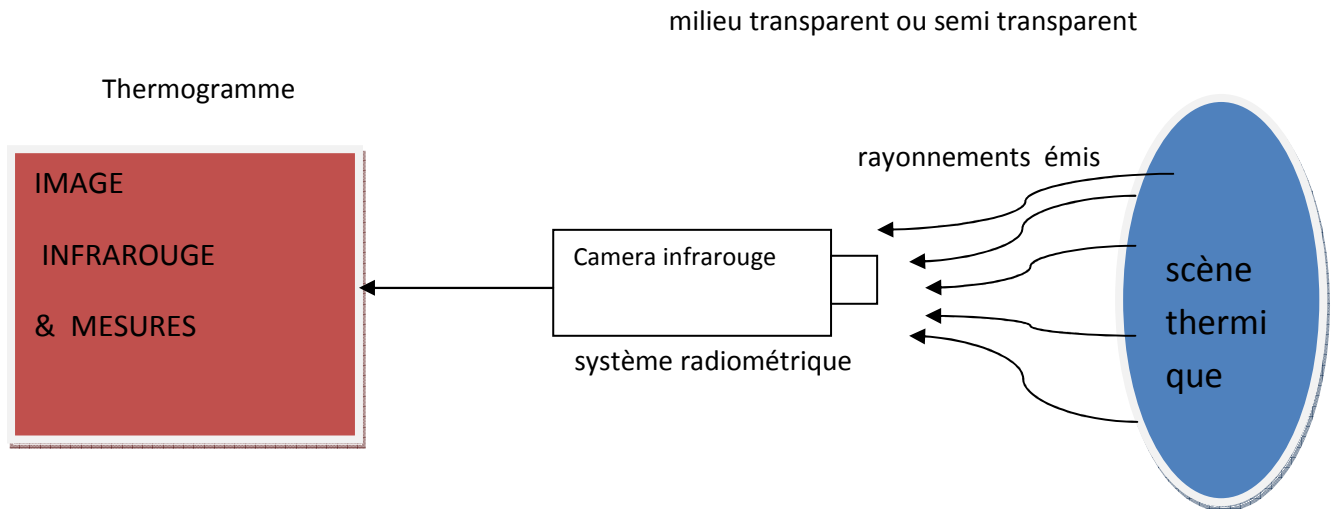 milieu transparent ou semi transparent
Thermogramme
IMAGE
INFRAROUGE
& MESURES
Camera infrarouge
système radiométrique
rayonnements émis
scène
thermi
que